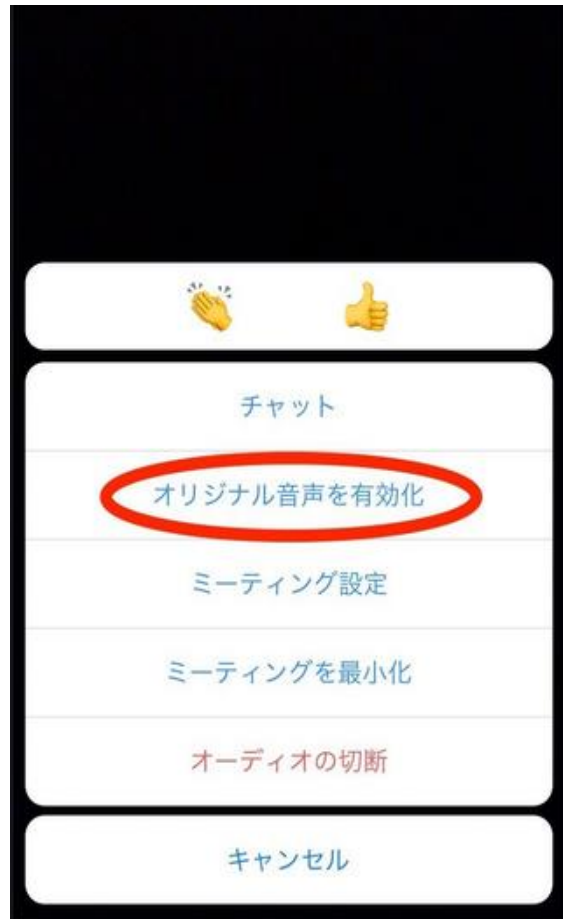 チャット
オリジナル音声を有効化
ミーティング設定
ミーティングを最小化
オーディオの切断
キャンセル